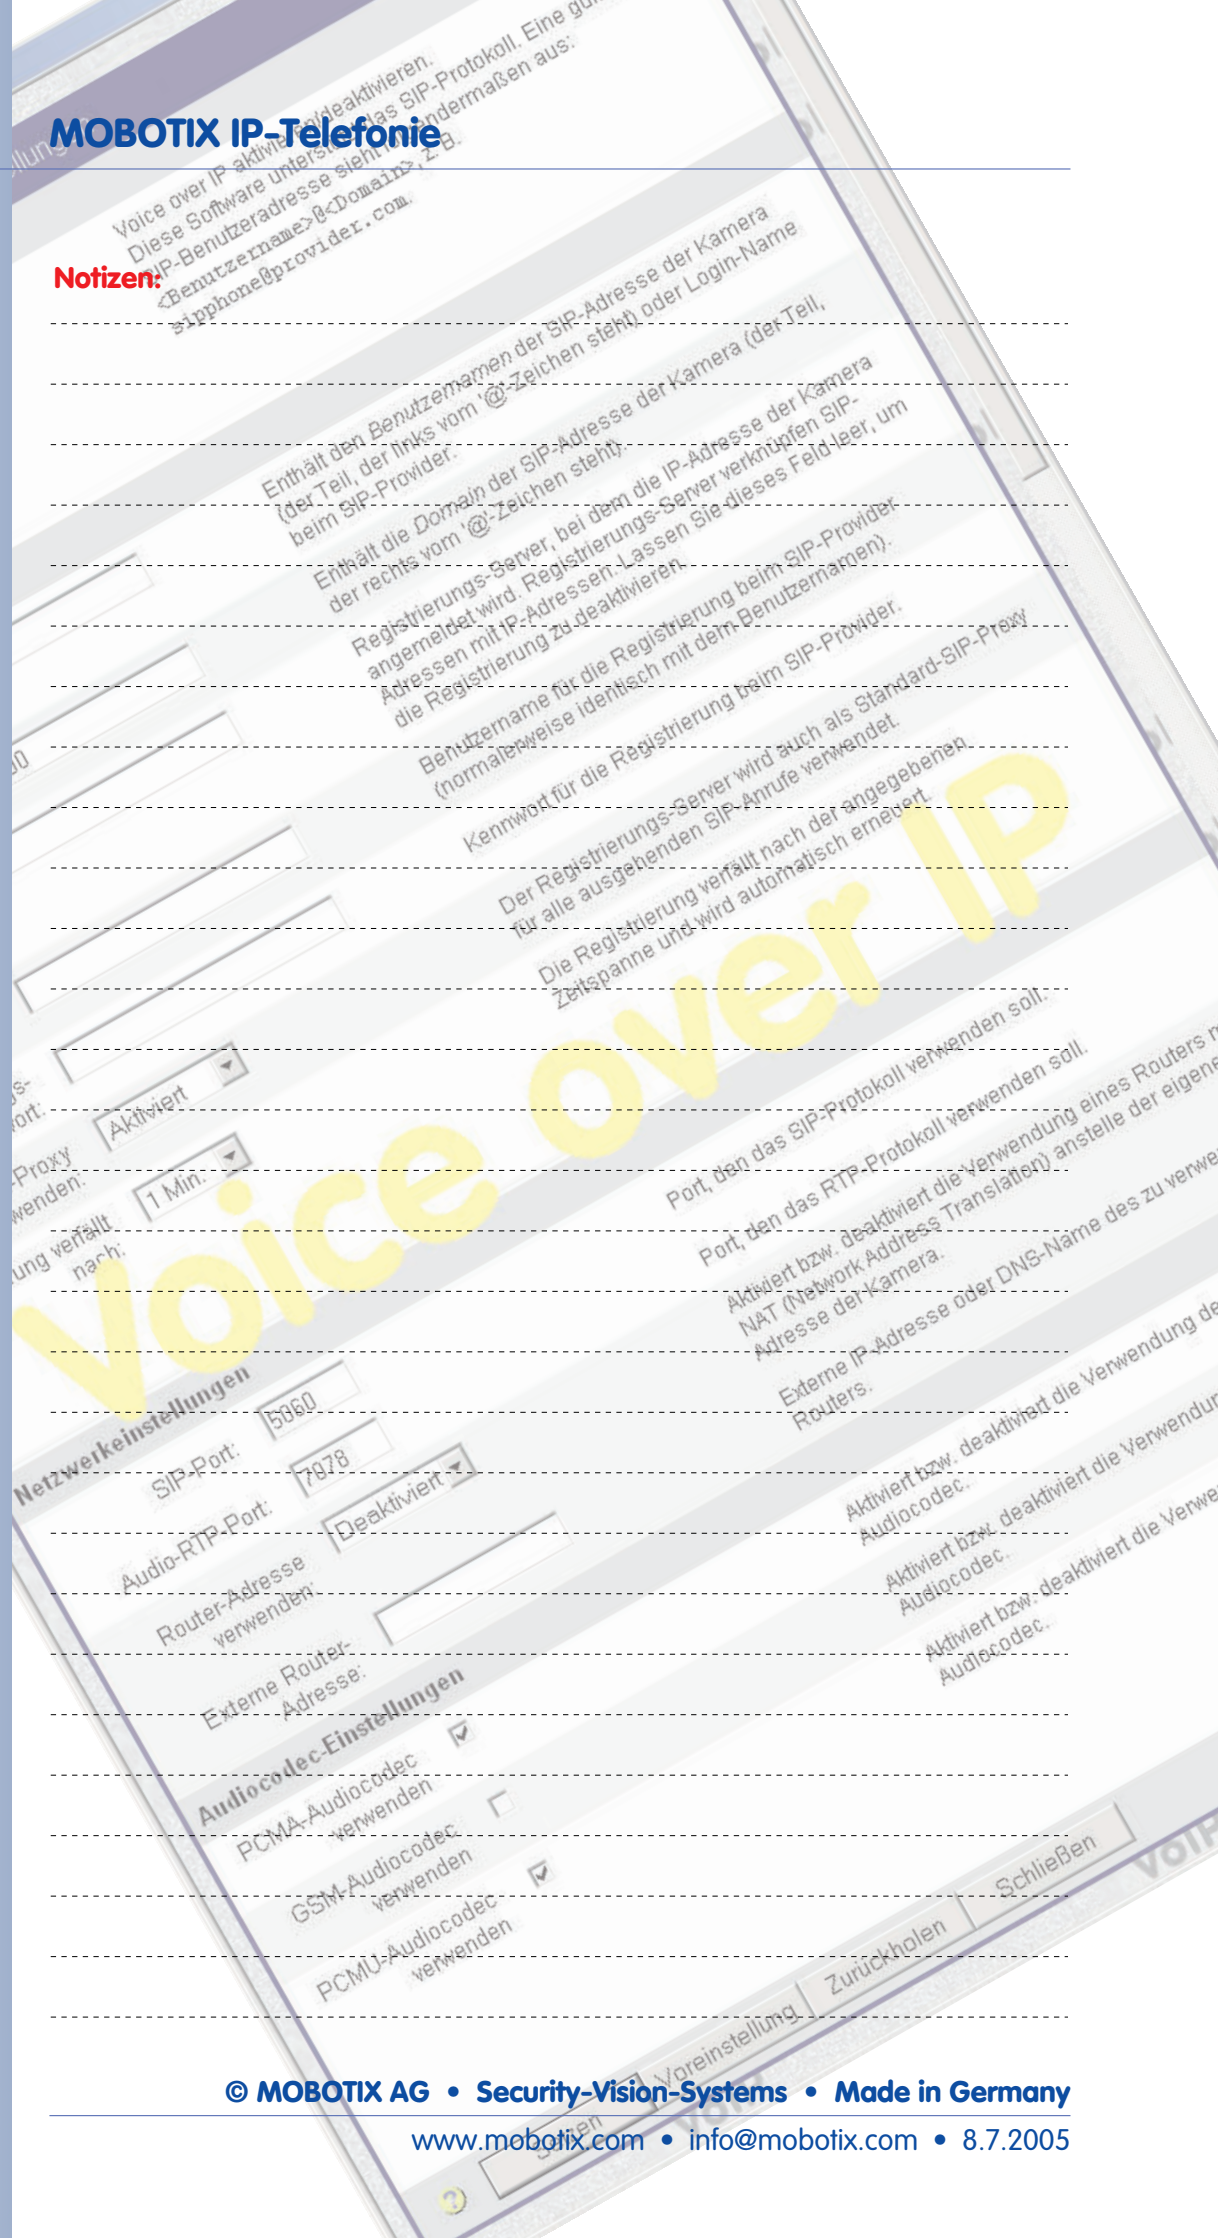 MOBOTIX IP-Telefonie
Notizen:
Voice over IP aktivieren/deaktivieren.
Diese Software unterstützt das SIP-Protokoll. Eine
SIP-Benutzeradresse sieht folgendermaßen aus:
<Benutzername>@<Domain>, z. B.
sipphone@provider.com.
Enthält den Benutzernamen der SIP-Adresse der Kamera
(der Teil, der links vom '@'-Zeichen steht) oder Login-Name
beim SIP-Provider.
Enthält die Domain der SIP-Adresse der Kamera (der Teil,
der rechts vom '@'-Zeichen steht).
Registrierungs-Server, bei dem die IP-Adresse der Kamera
angemeldet wird. Registrierungs-Server verknüpfen SIP-
Adressen mit IP-Adressen. Lassen Sie dieses Feld leer, um
die Registrierung zu deaktivieren.
Benutzername für die Registrierung beim SIP-Provider
(normalerweise identisch mit dem Benutzernamen).
Kennwort für die Registrierung beim SIP-Provider.
Der Registrierungs-Server wird auch als Standard-SIP-Proxy
für alle ausgehenden SIP-Anrufe verwendet.
Die Registrierung verfällt nach der angegebenen
Zeitspanne und wird automatisch erneuert.
Aktiviert
-Proxy
1 Min.
verfällt
nach:
Voice over IP
Netzwerkeinstellungen
SIP-Port:
5060
Port, den das SIP-Protokoll verwenden soll.
Audio-RTP-Port:
7078
Port, den das RTP-Protokoll verwenden soll.
Router-Adresse
verwenden:
Deaktiviert
Aktiviert bzw. deaktiviert die Verwendung eines Routers
NAT (Network Address Translation) anstelle der
Adresse der Kamera.
Externe Router-
Adresse:
Externe IP-Adresse oder DNS-Name des zu
Routers.
Audiocodec-Einstellungen
PCMA-Audiocodec
verwenden
Aktiviert bzw. deaktiviert die Verwendung
Audiocodec.
GSM-Audiocodec
verwenden
Aktiviert bzw. deaktiviert die
Audiocodec.
PCMU-Audiocodec
verwenden
Aktiviert bzw. deaktiviert die
Audiocodec.
Setzen
Voreinstellung
Zurückholen
Schließen
VoIP
VoIP
?
© MOBOTIX AG • Security-Vision-Systems • Made in Germany
www.mobotix.com • info@mobotix.com • 8.7.2005